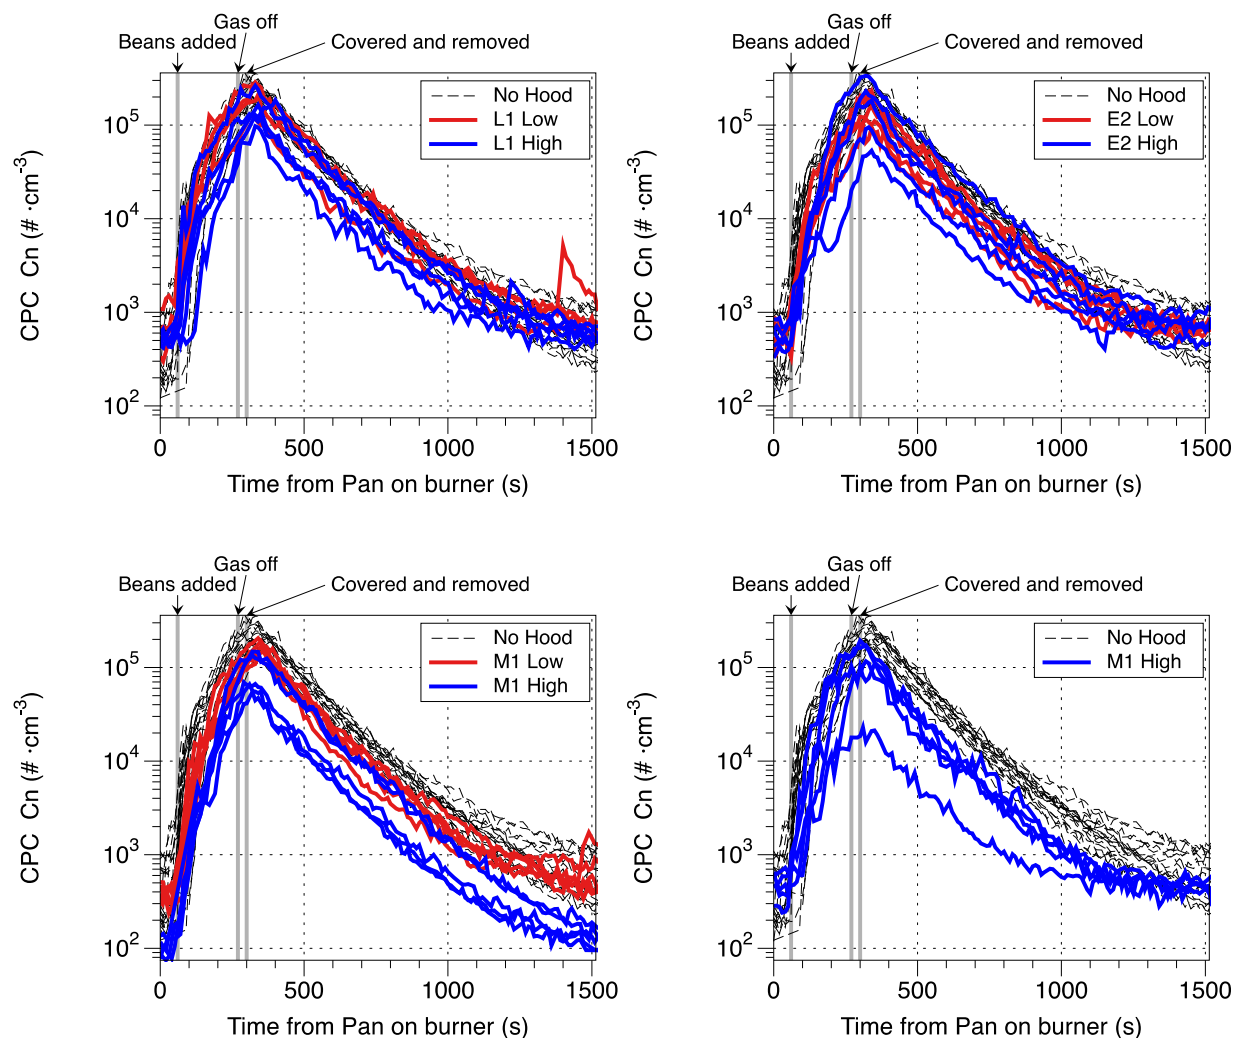 Gas off
Gas off
Beans added
Covered and removed
Beans added
Covered and removed
No Hood
L1 Low
L1 High
No Hood
E2 Low
E2 High
CPC Cn (# ·cm-3)
10^5
10^4
10^3
10^2
CPC Cn (# ·cm-3)
10^5
10^4
10^3
10^2
0 500 1000 1500
0 500 1000 1500
Time from Pan on burner (s)
Time from Pan on burner (s)
Gas off
Gas off
Beans added
Covered and removed
Beans added
Covered and removed
No Hood
M1 Low
M1 High
No Hood
M1 High
CPC Cn (# ·cm-3)
10^5
10^4
10^3
10^2
CPC Cn (# ·cm-3)
10^5
10^4
10^3
10^2
0 500 1000 1500
0 500 1000 1500
Time from Pan on burner (s)
Time from Pan on burner (s)